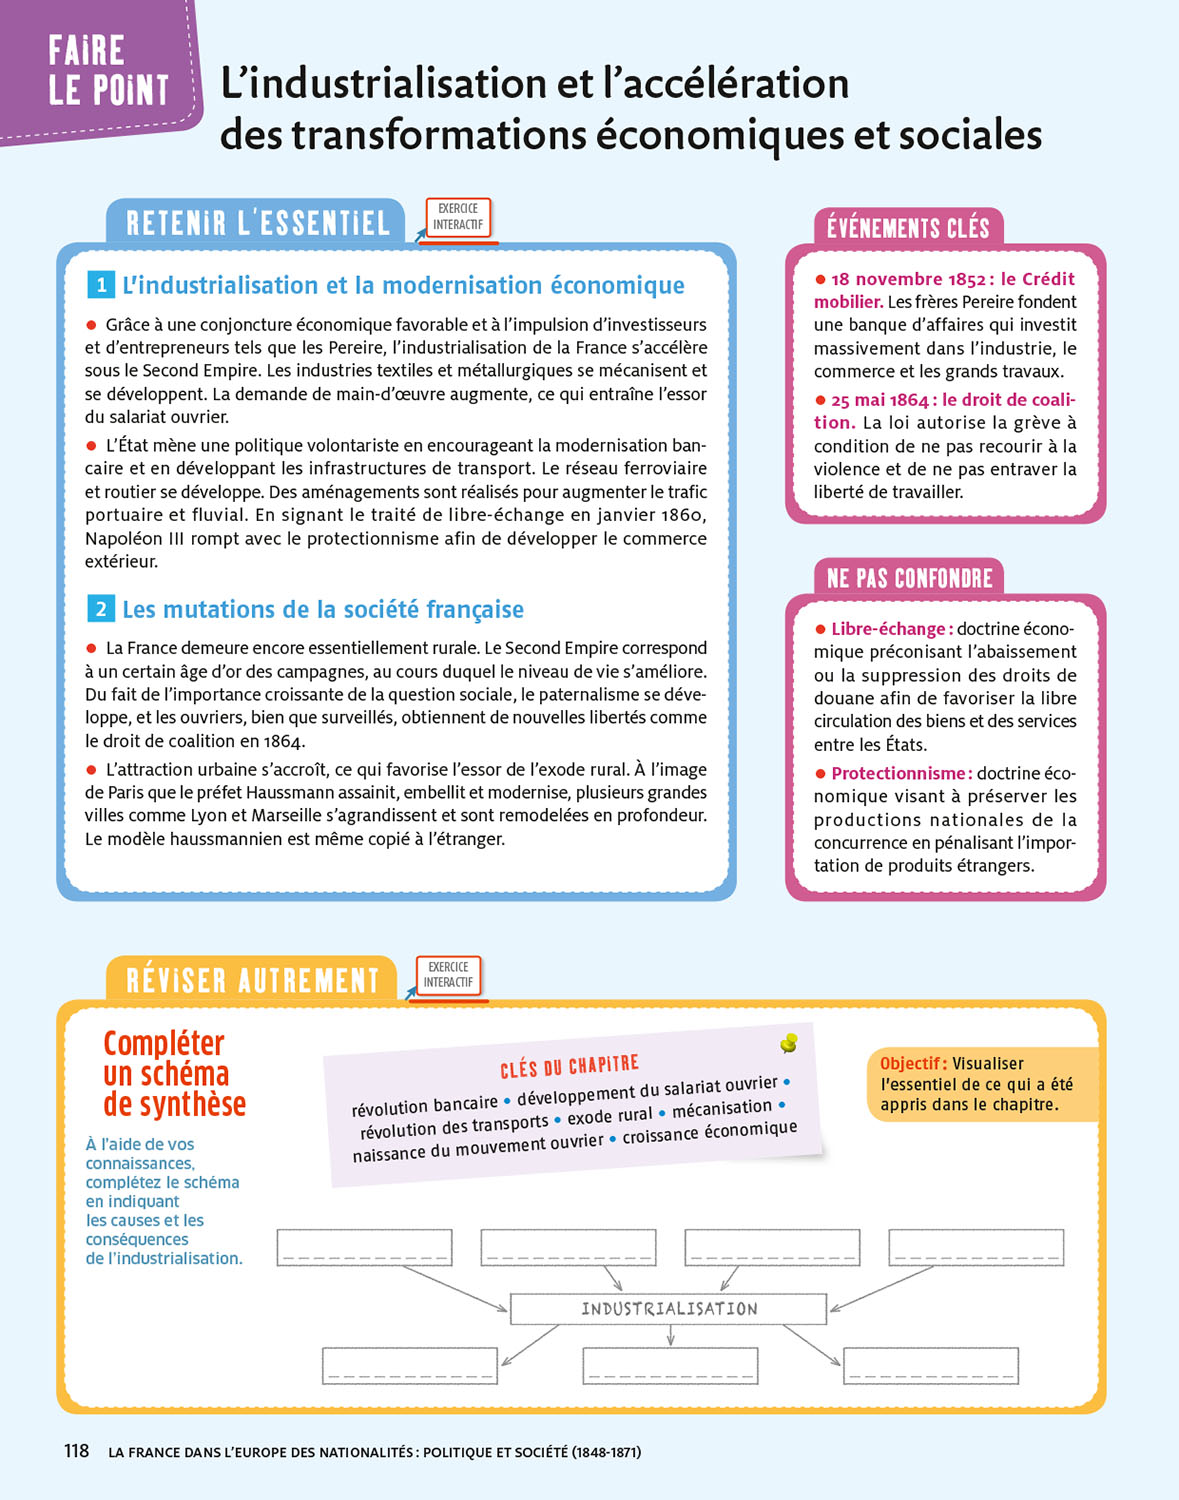 FAIRE
LE POINT
L'industrialisation et l'accélération
des transformations économiques et sociales
RETENIR L'ESSENTIEL
EXERCICE
INTERACTIF
1 L'industrialisation et la modernisation économique
• Grâce à une conjoncture économique favorable et à l'impulsion d'investisseurs
et d'entrepreneurs tels que les Pereire, l'industrialisation de la France s'accélère
sous le Second Empire. Les industries textiles et métallurgiques se mécanisent et
se développent. La demande de main-d'œuvre augmente, ce qui entraîne l'essor
du salariat ouvrier.
• L'État mène une politique volontariste en encourageant la modernisation ban-
caire et en développant les infrastructures de transport. Le réseau ferroviaire
et routier se développe. Des aménagements sont réalisés pour augmenter le trafic
portuaire et fluvial. En signant le traité de libre-échange en janvier 1860,
Napoléon III rompt avec le protectionnisme afin de développer le commerce
extérieur.
2 Les mutations de la société française
• La France demeure encore essentiellement rurale. Le Second Empire correspond
à un certain âge d'or des campagnes, au cours duquel le niveau de vie s'améliore.
Du fait de l'importance croissante de la question sociale, le paternalisme se déve-
loppe, et les ouvriers, bien que surveillés, obtiennent de nouvelles libertés comme
le droit de coalition en 1864.
• L'attraction urbaine s'accroît, ce qui favorise l'essor de l'exode rural. À l'image
de Paris que le préfet Haussmann assainit, embellit et modernise, plusieurs grandes
villes comme Lyon et Marseille s'agrandissent et sont remodelées en profondeur.
Le modèle haussmannien est même copié à l'étranger.
ÉVÉNEMENTS CLÉS
• 18 novembre 1852 : le Crédit
mobilier. Les frères Pereire fondent
une banque d'affaires qui investit
massivement dans l'industrie, le
commerce et les grands travaux.
• 25 mai 1864 : le droit de coali-
tion. La loi autorise la grève à
condition de ne pas recourir à la
violence et de ne pas entraver la
liberté de travailler.
NE PAS CONFONDRE
• Libre-échange : doctrine écono-
mique préconisant l'abaissement
ou la suppression des droits de
douane afin de favoriser la libre
circulation des biens et des services
entre les États.
• Protectionnisme : doctrine éco-
nomique visant à préserver les
productions nationales de la
concurrence en pénalisant l'impor-
tation de produits étrangers.
RÉVISER AUTREMENT
EXERCICE
INTERACTIF
Compléter
un schéma
de synthèse
À l'aide de vos
connaissances,
complétez le schéma
en indiquant
les causes et les
conséquences
de l'industrialisation.
CLÉS DU CHAPITRE
révolution bancaire • développement du salariat ouvrier •
révolution des transports • exode rural • mécanisation •
naissance du mouvement ouvrier • croissance économique
Objectif : Visualiser
l'essentiel de ce qui a été
appris dans le chapitre.
INDUSTRIALISATION
118 LA FRANCE DANS L'EUROPE DES NATIONALITÉS : POLITIQUE ET SOCIÉTÉ (1848-1871)